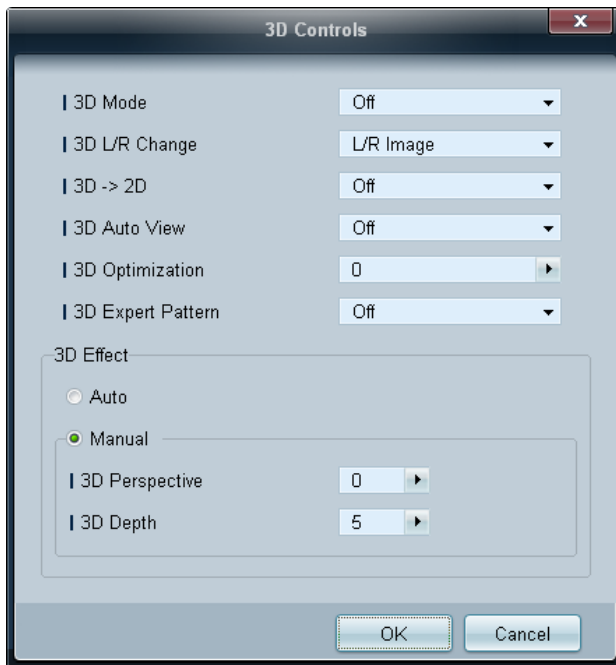 3D Controls
3D Mode Off
3D L/R Change L/R Image
3D -> 2D Off
3D Auto View Off
3D Optimization 0
3D Expert Pattern Off
3D Effect
Auto
Manual
3D Perspective 0
3D Depth 5
OK Cancel